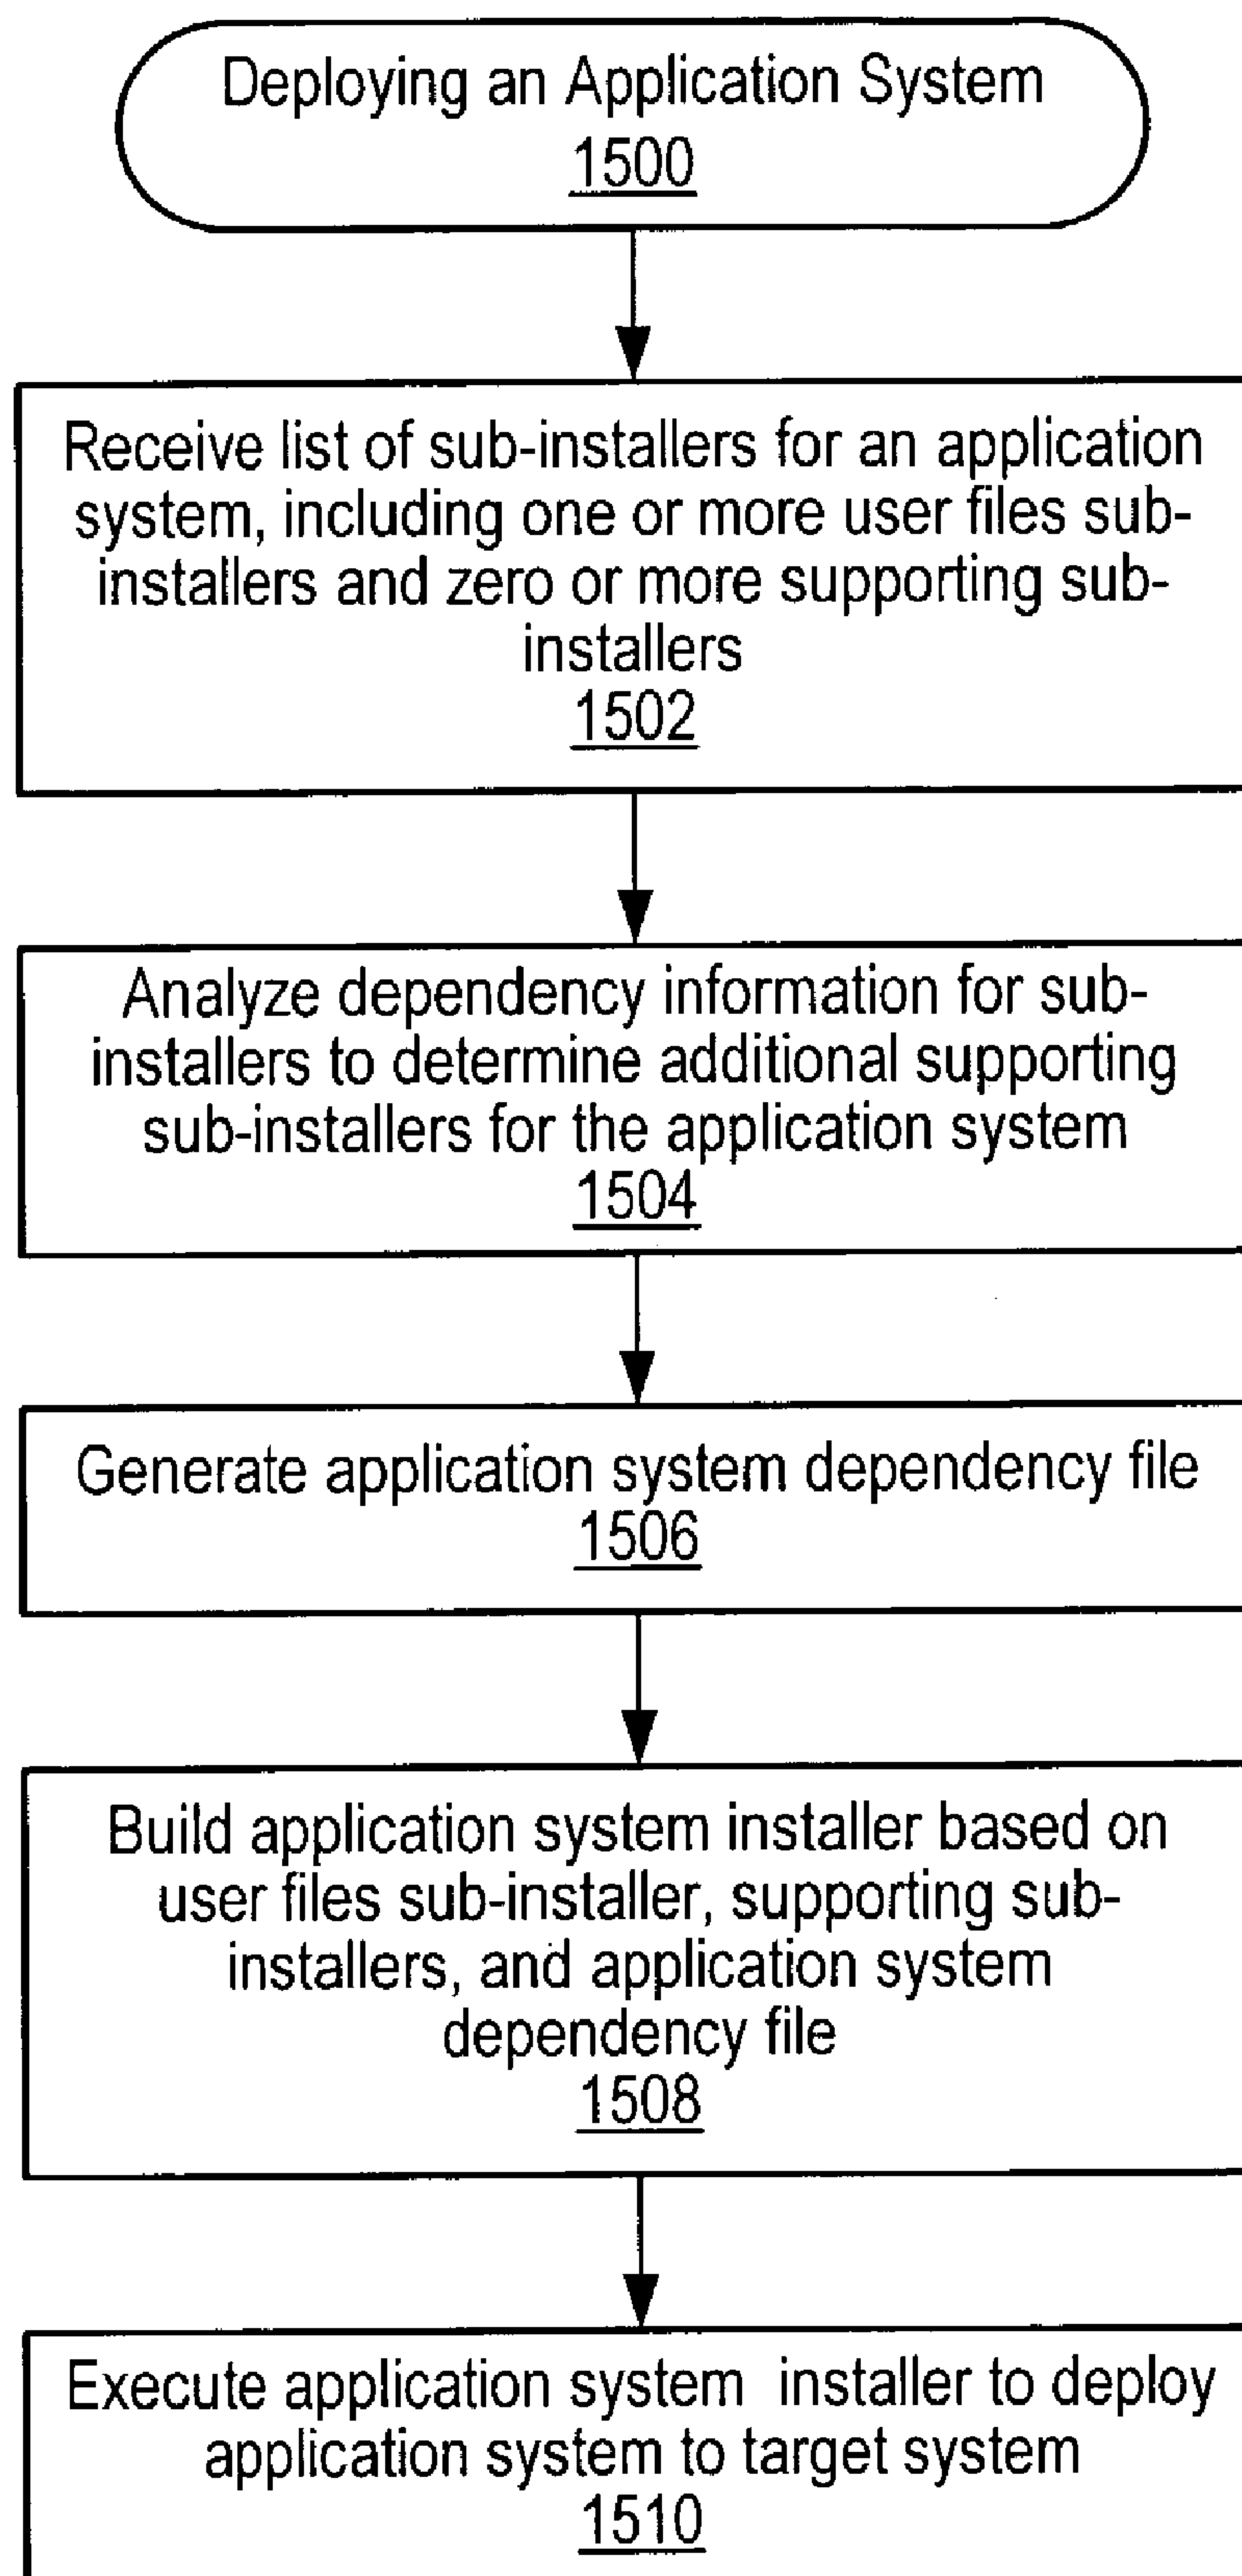 Deploying an Application System
1500
Receive list of sub-installers for an application
system, including one or more user files sub-
installers and zero or more supporting sub-
installers
1502
Analyze dependency information for sub-
installers to determine additional supporting
sub-installers for the application system
1504
Generate application system dependency file
1506
Build application system installer based on
user files sub-installer, supporting sub-
installers, and application system
dependency file
1508
Execute application system installer to deploy
application system to target system
1510